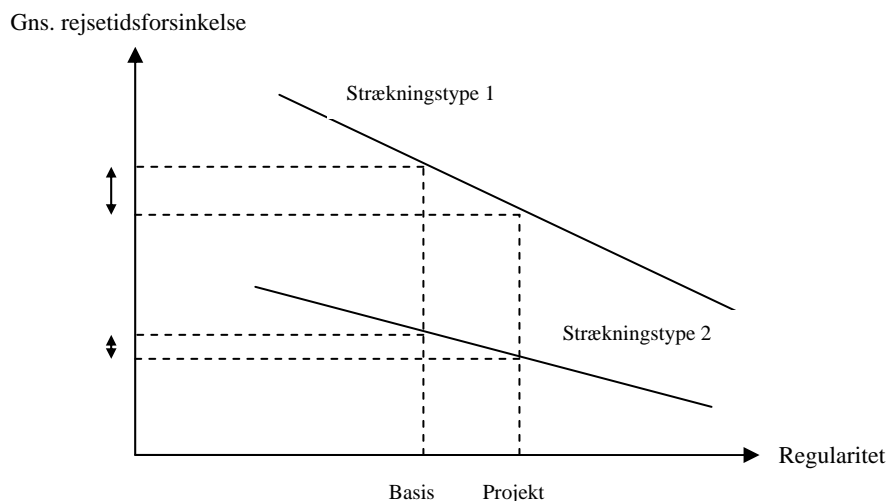 Gns. rejsetidsforsinkelse
Strækningstype 1
Strækningstype 2
Regularitet
Basis Projekt